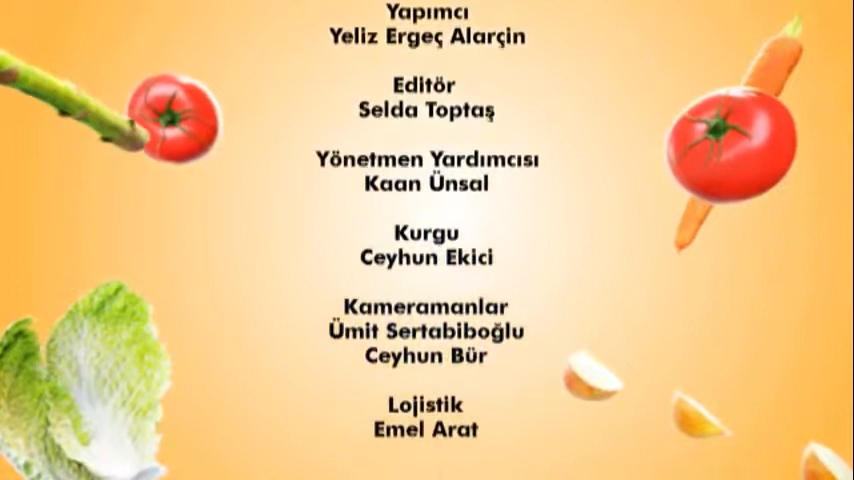 Yapımcı
Yeliz Ergeç Alarçin
Editör
Selda Toptaş
Yönetmen Yardımcısı
Kaan Ünsal
Kurgu
Ceyhun Ekici
Kameramanlar
Ümit Sertabiboğlu
Ceyhun Bür
Lojistik
Emel Arat